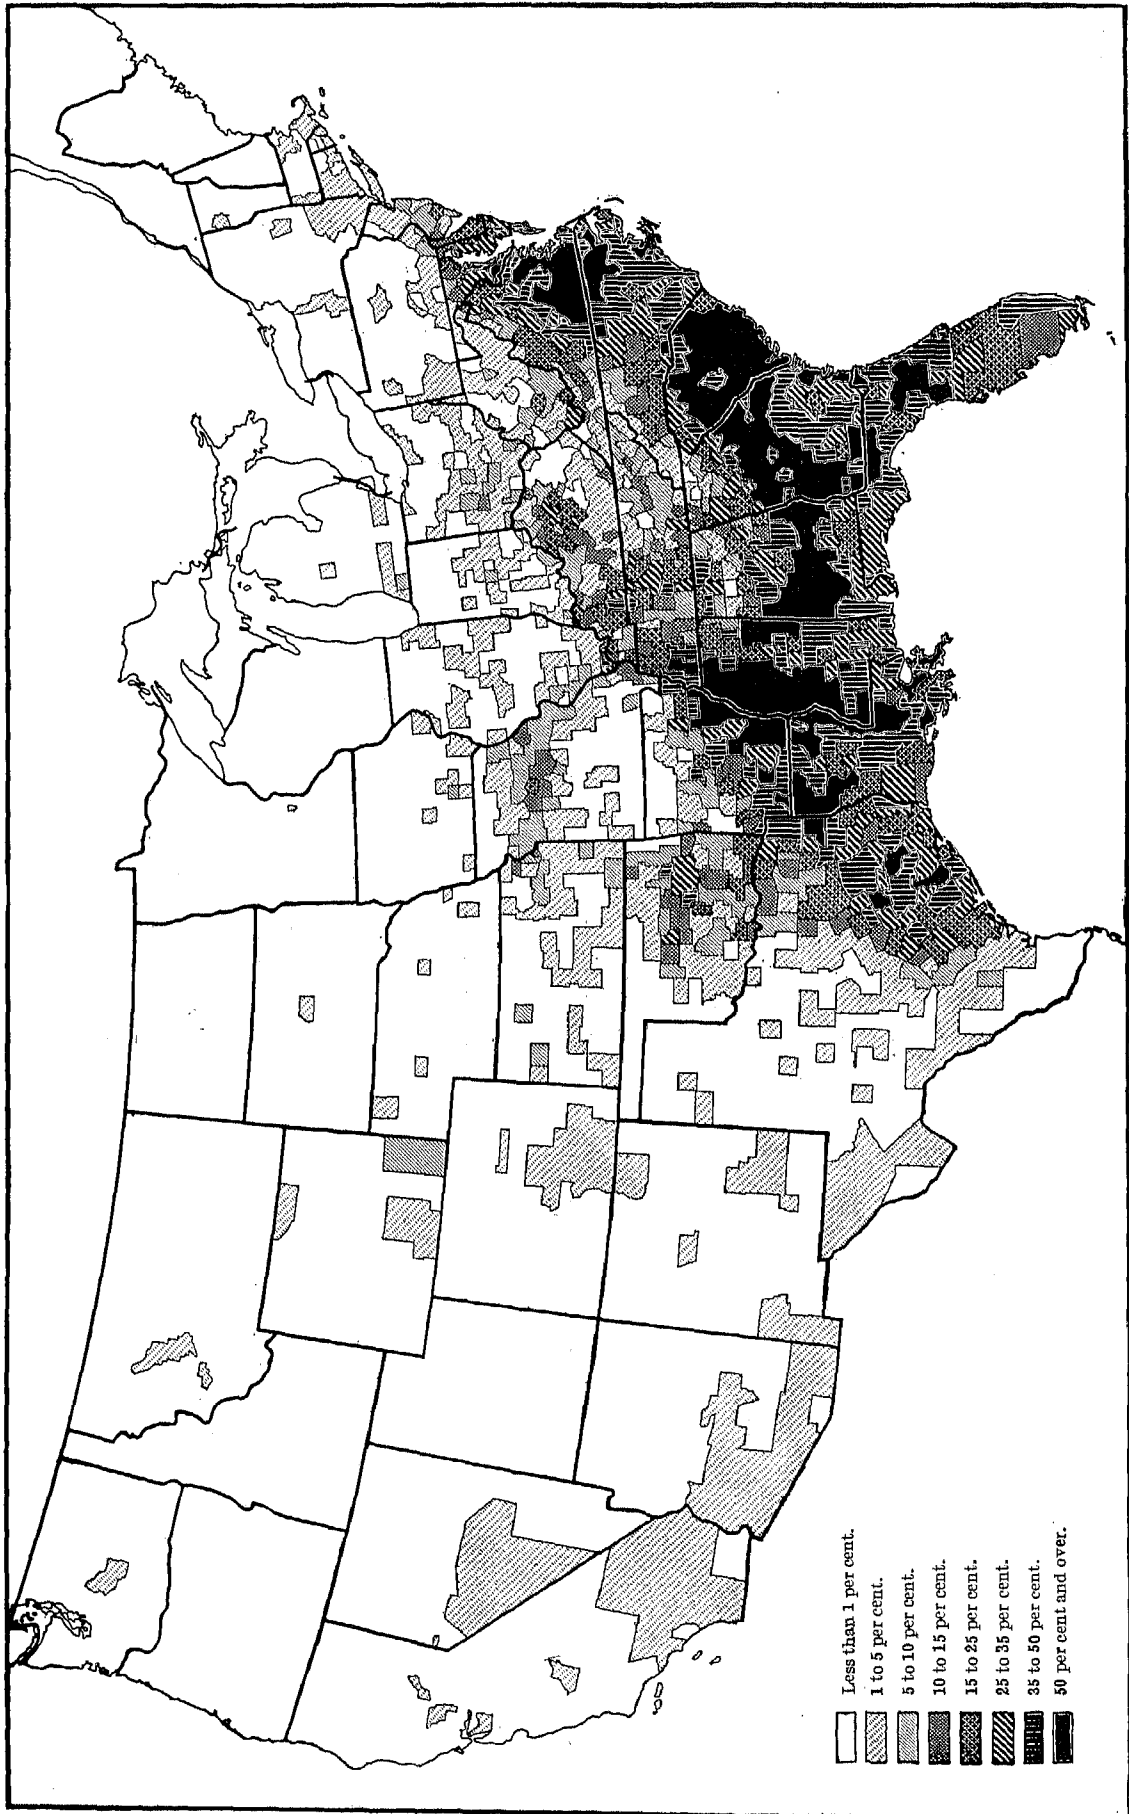 Less than 1 per cent.
1 to 5 per cent.
5 to 10 per cent.
10 to 15 per cent.
15 to 25 per cent.
25 to 35 per cent.
35 to 50 per cent.
50 per cent and over.